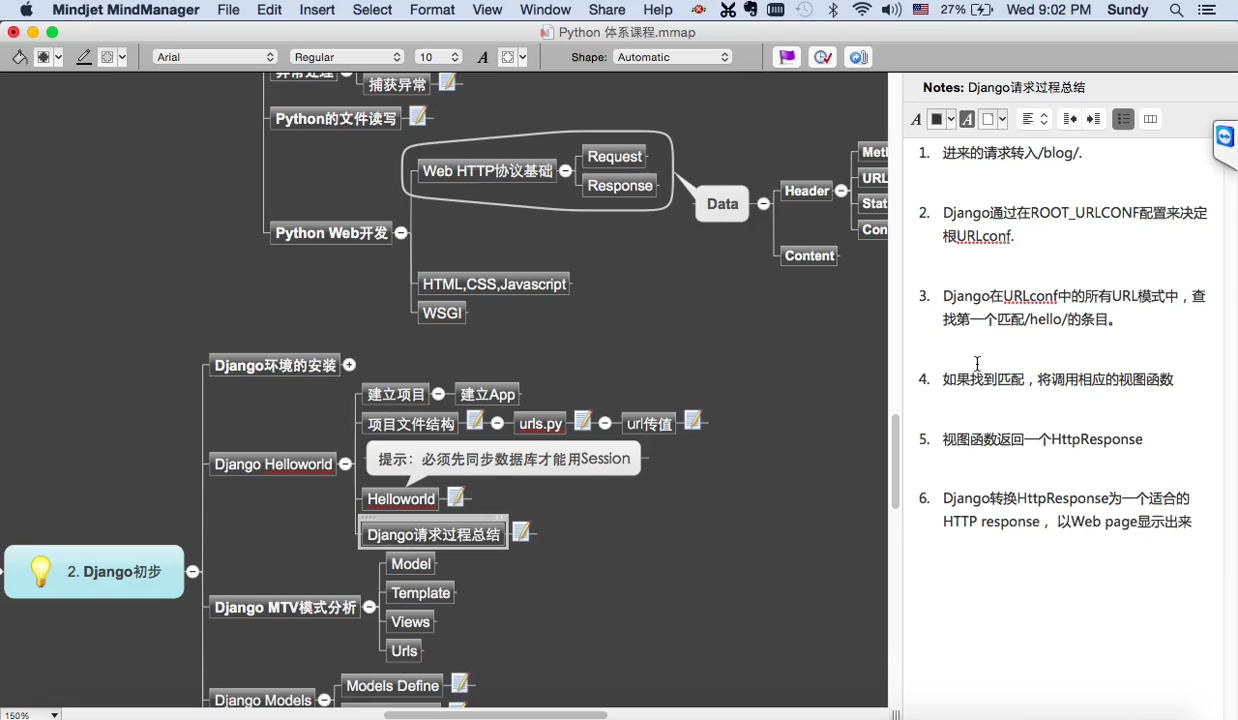 Mindjet MindManager File Edit Insert Select Format View Window Share Help 27% Wed 9:02 PM Sundy
Python 体系课程.mmap
Arial Regular 10 A Shape: Automatic
Notes: Django请求过程总结
捕获异常
Python的文件读写
Web HTTP协议基础
Request
Response
Data
Header
Content
Python Web开发
HTML,CSS,Javascript
WSGI
Django环境的安装
建立项目
建立App
项目文件结构
urls.py
url传值
提示：必须先同步数据库才能用Session
Django Helloworld
Helloworld
Django请求过程总结
2. Django初步
Django MTV模式分析
Model
Template
Views
Urls
Django Models
Models Define
150%
1. 进来的请求转入/blog/.
2. Django通过在ROOT_URLCONF配置来决定
根URLconf.
3. Django在URLconf中的所有URL模式中，查
找第一个匹配/hello/的条目。
4. 如果找到匹配，将调用相应的视图函数
5. 视图函数返回一个HttpResponse
6. Django转换HttpResponse为一个适合的
HTTP response， 以Web page显示出来